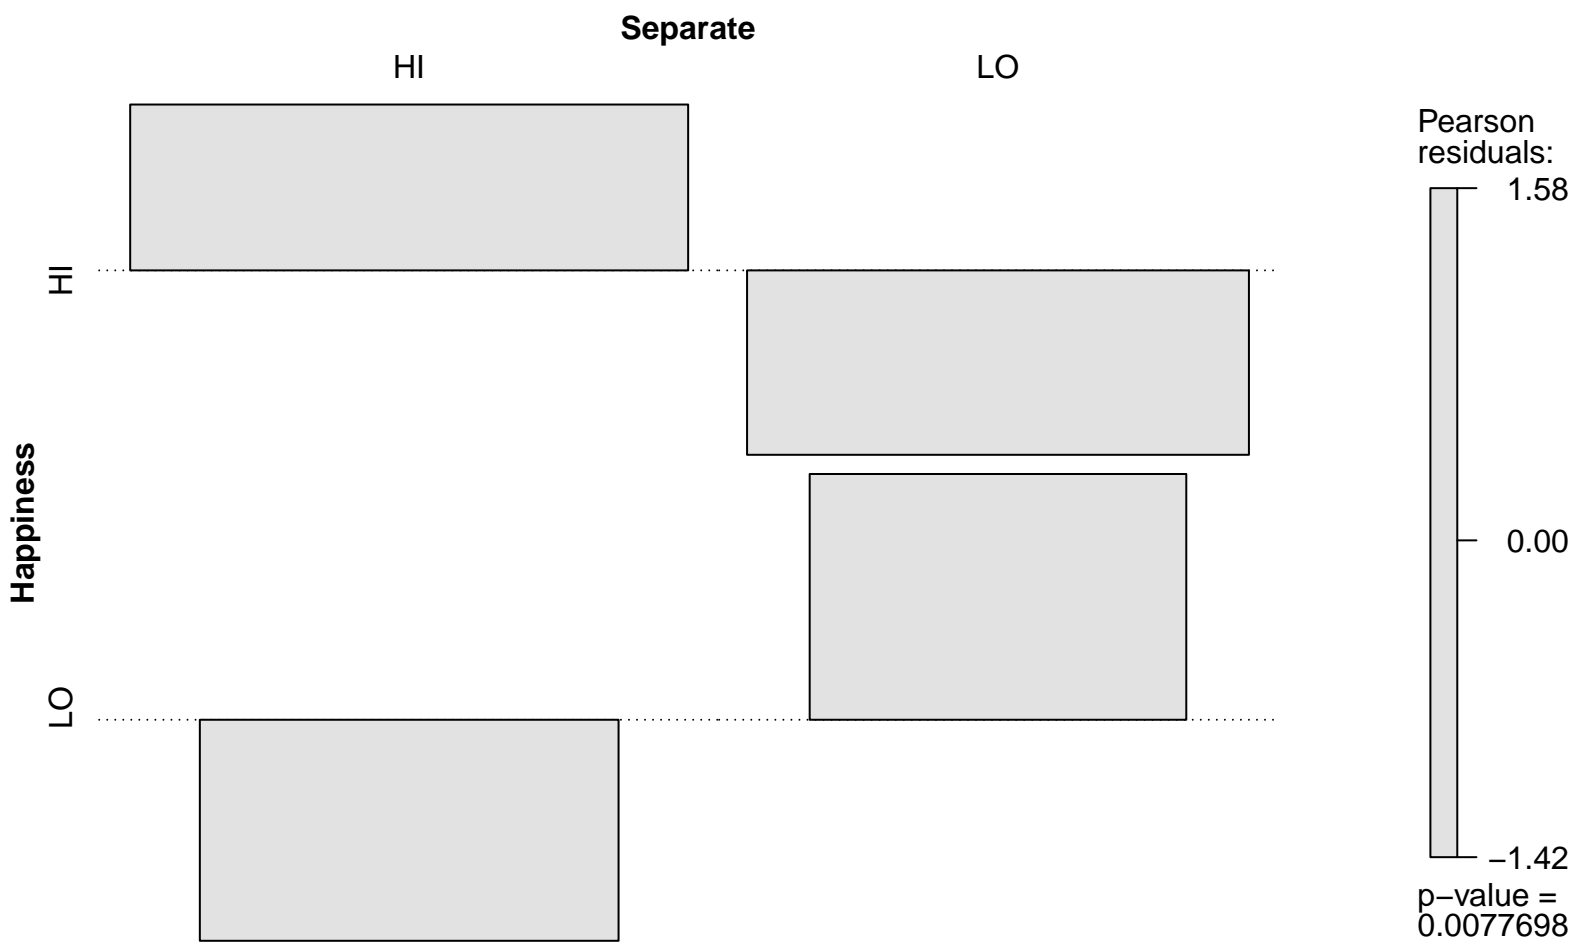 Separate
HI
LO
Happiness
HI
LO
Pearson
residuals:
1.58
0.00
−1.42
p−value =
0.0077698